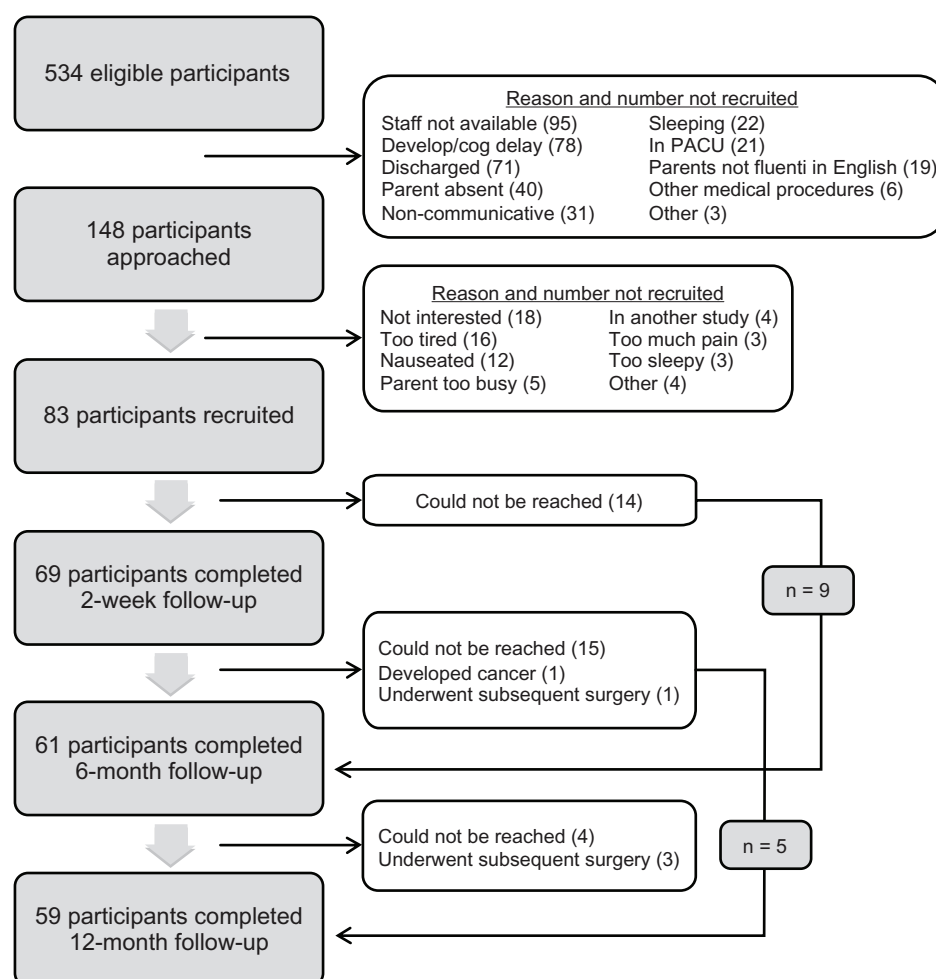 534 eligible participants
Reason and number not recruited
Staff not available (95)
Develop/cog delay (78)
Discharged (71)
Parent absent (40)
Non-communicative (31)
Sleeping (22)
In PACU (21)
Parents not fluenti in English (19)
Other medical procedures (6)
Other (3)
148 participants
approached
Reason and number not recruited
Not interested (18)
Too tired (16)
Nauseated (12)
Parent too busy (5)
In another study (4)
Too much pain (3)
Too sleepy (3)
Other (4)
83 participants recruited
Could not be reached (14)
69 participants completed
2-week follow-up
n = 9
Could not be reached (15)
Developed cancer (1)
Underwent subsequent surgery (1)
61 participants completed
6-month follow-up
Could not be reached (4)
Underwent subsequent surgery (3)
n = 5
59 participants completed
12-month follow-up